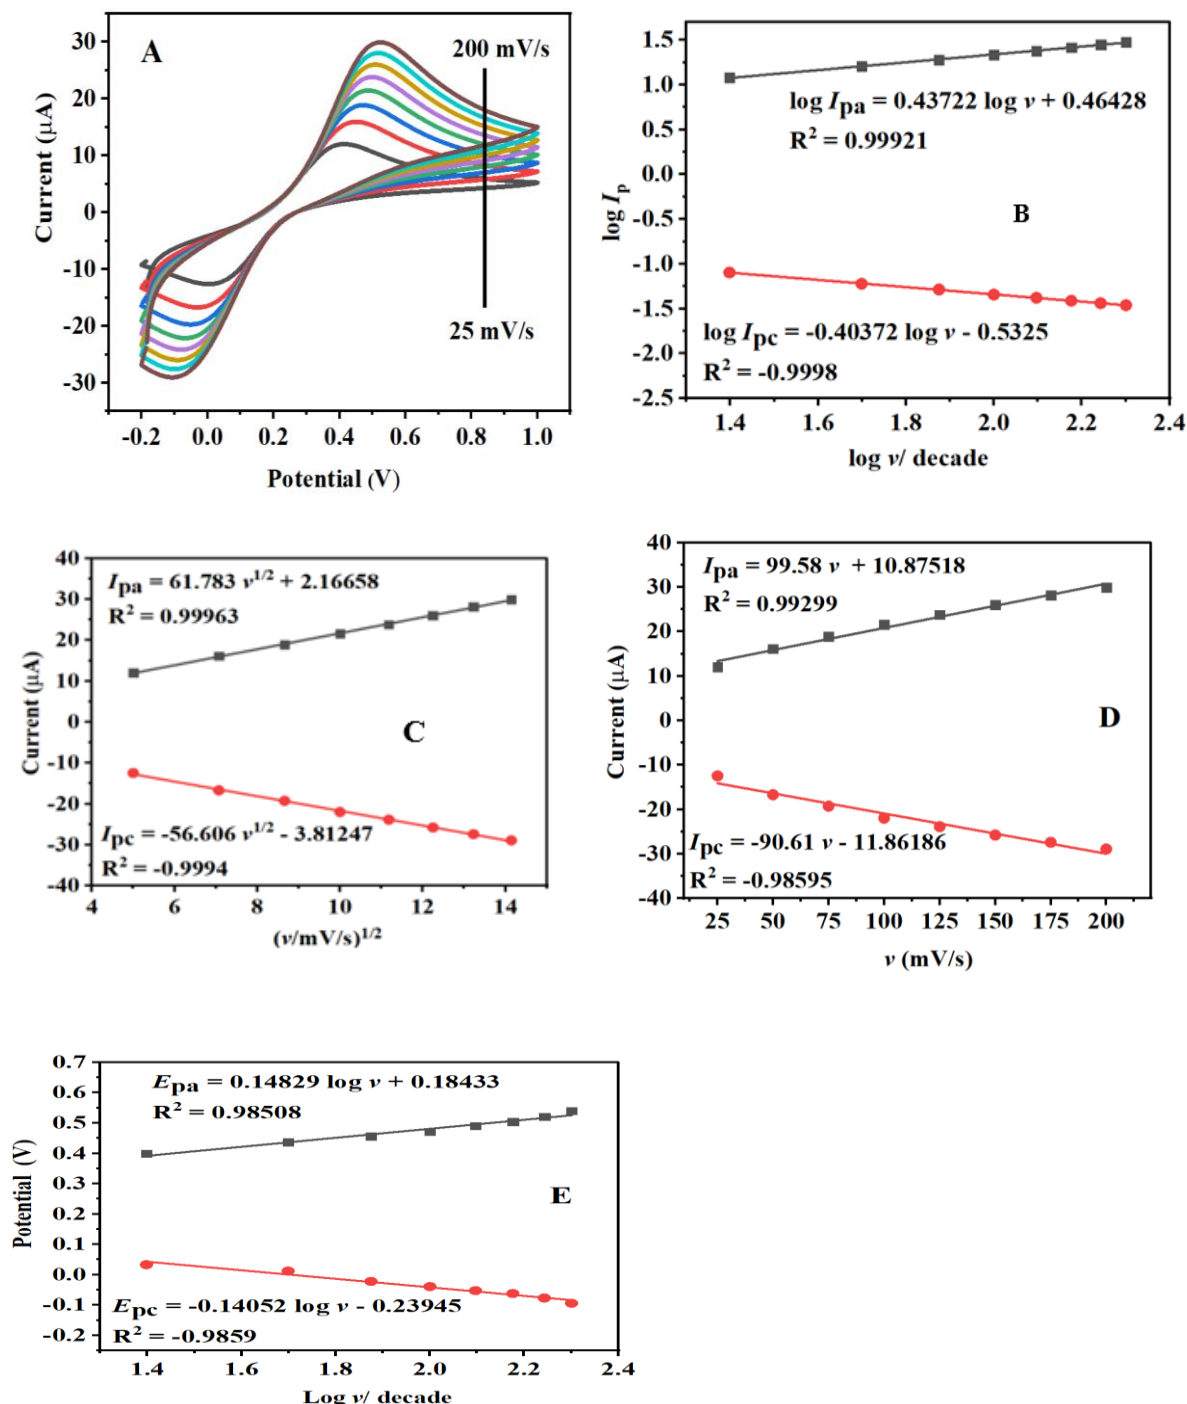 A
200 mV/s
25 mV/s
Current (μA)
30
20
10
0
-10
-20
-30
-0.2 0.0 0.2 0.4 0.6 0.8 1.0
Potential (V)
log Ip
1.5
1.0
0.5
0.0
-0.5
-1.0
-1.5
-2.0
-2.5
log Ipa = 0.43722 log v + 0.46428
R² = 0.99921
B
log Ipc = -0.40372 log v - 0.5325
R² = -0.9998
1.4 1.6 1.8 2.0 2.2 2.4
log v/ decade
Current (μA)
40
30
20
10
0
-10
-20
-30
-40
Ipa = 61.783 v^1/2 + 2.16658
R² = 0.99963
C
Ipc = -56.606 v^1/2 - 3.81247
R² = -0.9994
4 6 8 10 12 14
(v/mV/s)^1/2
Current (μA)
40
30
20
10
0
-10
-20
-30
-40
Ipa = 99.58 v + 10.87518
R² = 0.99299
D
Ipc = -90.61 v - 11.86186
R² = -0.98595
25 50 75 100 125 150 175 200
v (mV/s)
Potential (V)
0.7
0.6
0.5
0.4
0.3
0.2
0.1
0.0
-0.1
-0.2
Epa = 0.14829 log v + 0.18433
R² = 0.98508
E
Epc = -0.14052 log v - 0.23945
R² = -0.9859
1.4 1.6 1.8 2.0 2.2 2.4
Log v/ decade